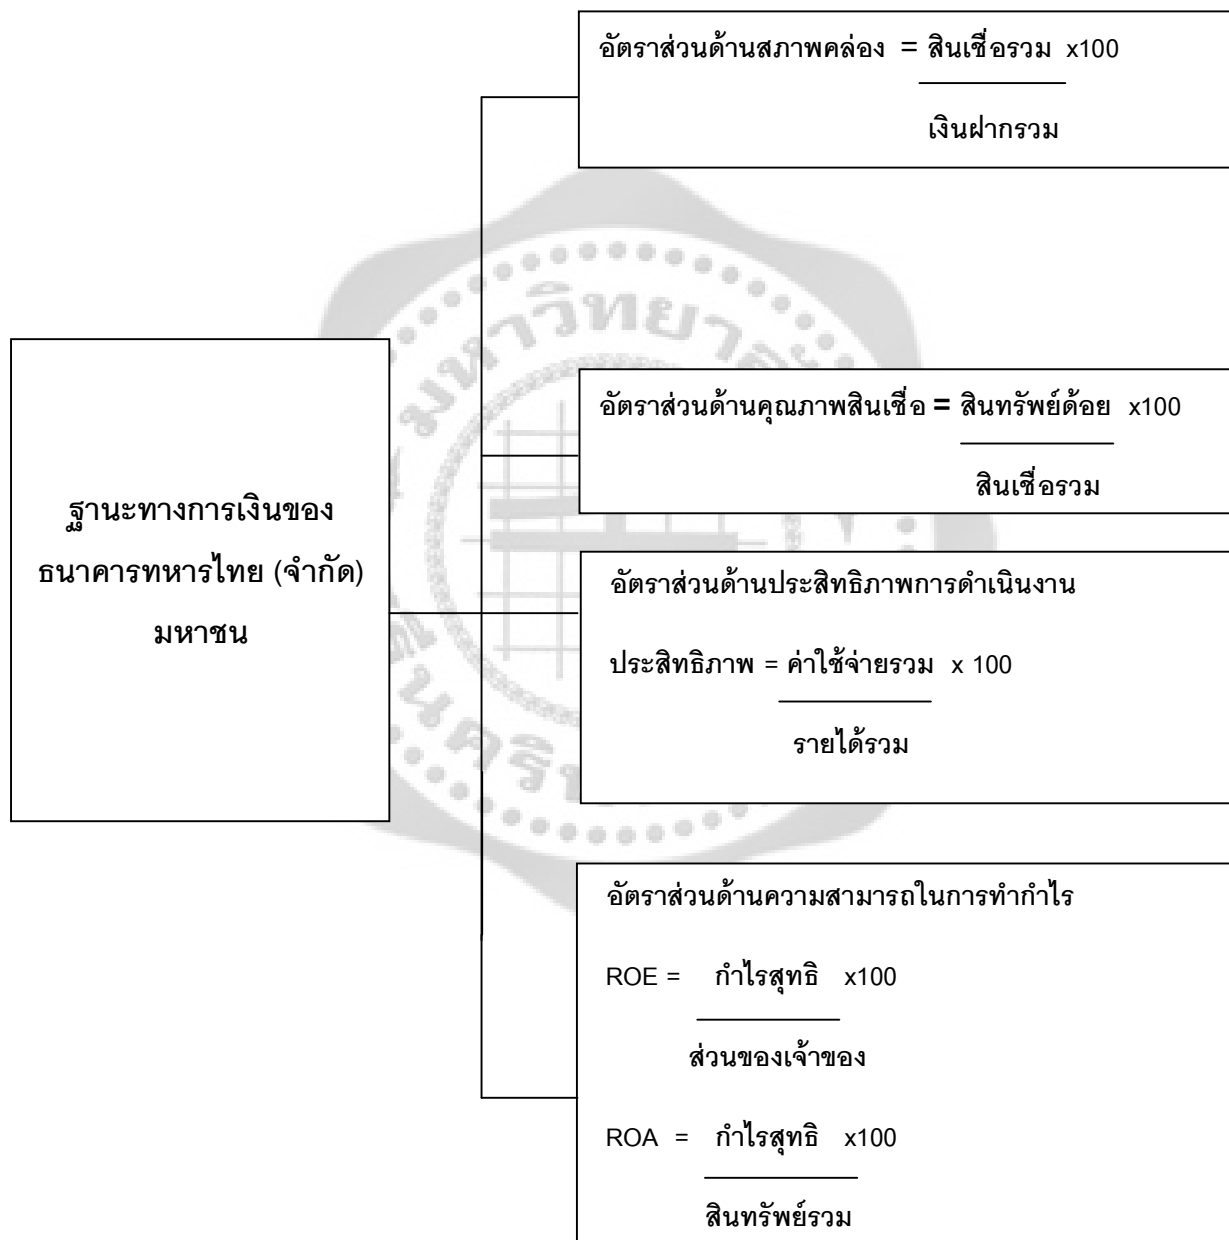 อัตราส่วนด้านสภาพคล่อง = สินเชื่อรวม x100
เงินฝากรวม
มหาวิทยาลัย
อัตราส่วนด้านคุณภาพสินเชื่อ = สินทรัพย์ด้อย x100
สินเชื่อรวม
ฐานะทางการเงินของ
ธนาคารทหารไทย (จำกัด)
มหาชน
อัตราส่วนด้านประสิทธิภาพการดำเนินงาน
ประสิทธิภาพ = ค่าใช้จ่ายรวม x 100
รายได้รวม
อัตราส่วนด้านความสามารถในการทำกำไร
ROE = กำไรสุทธิ x100
ส่วนของเจ้าของ
ROA = กำไรสุทธิ x100
สินทรัพย์รวม